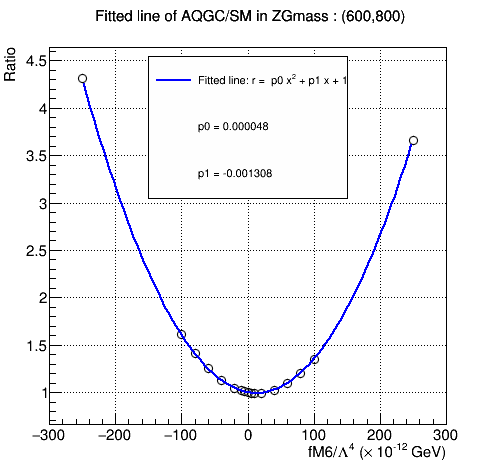 Fitted line of AQGC/SM in ZGmass : (600,800)
Ratio
4.5
4
3.5
3
2.5
2
1.5
1
Fitted line: r = p0 x² + p1 x + 1
p0 = 0.000048
p1 = -0.001308
−300 −200 −100 0 100 200 300
fM6/Λ⁴ (× 10⁻¹² GeV)